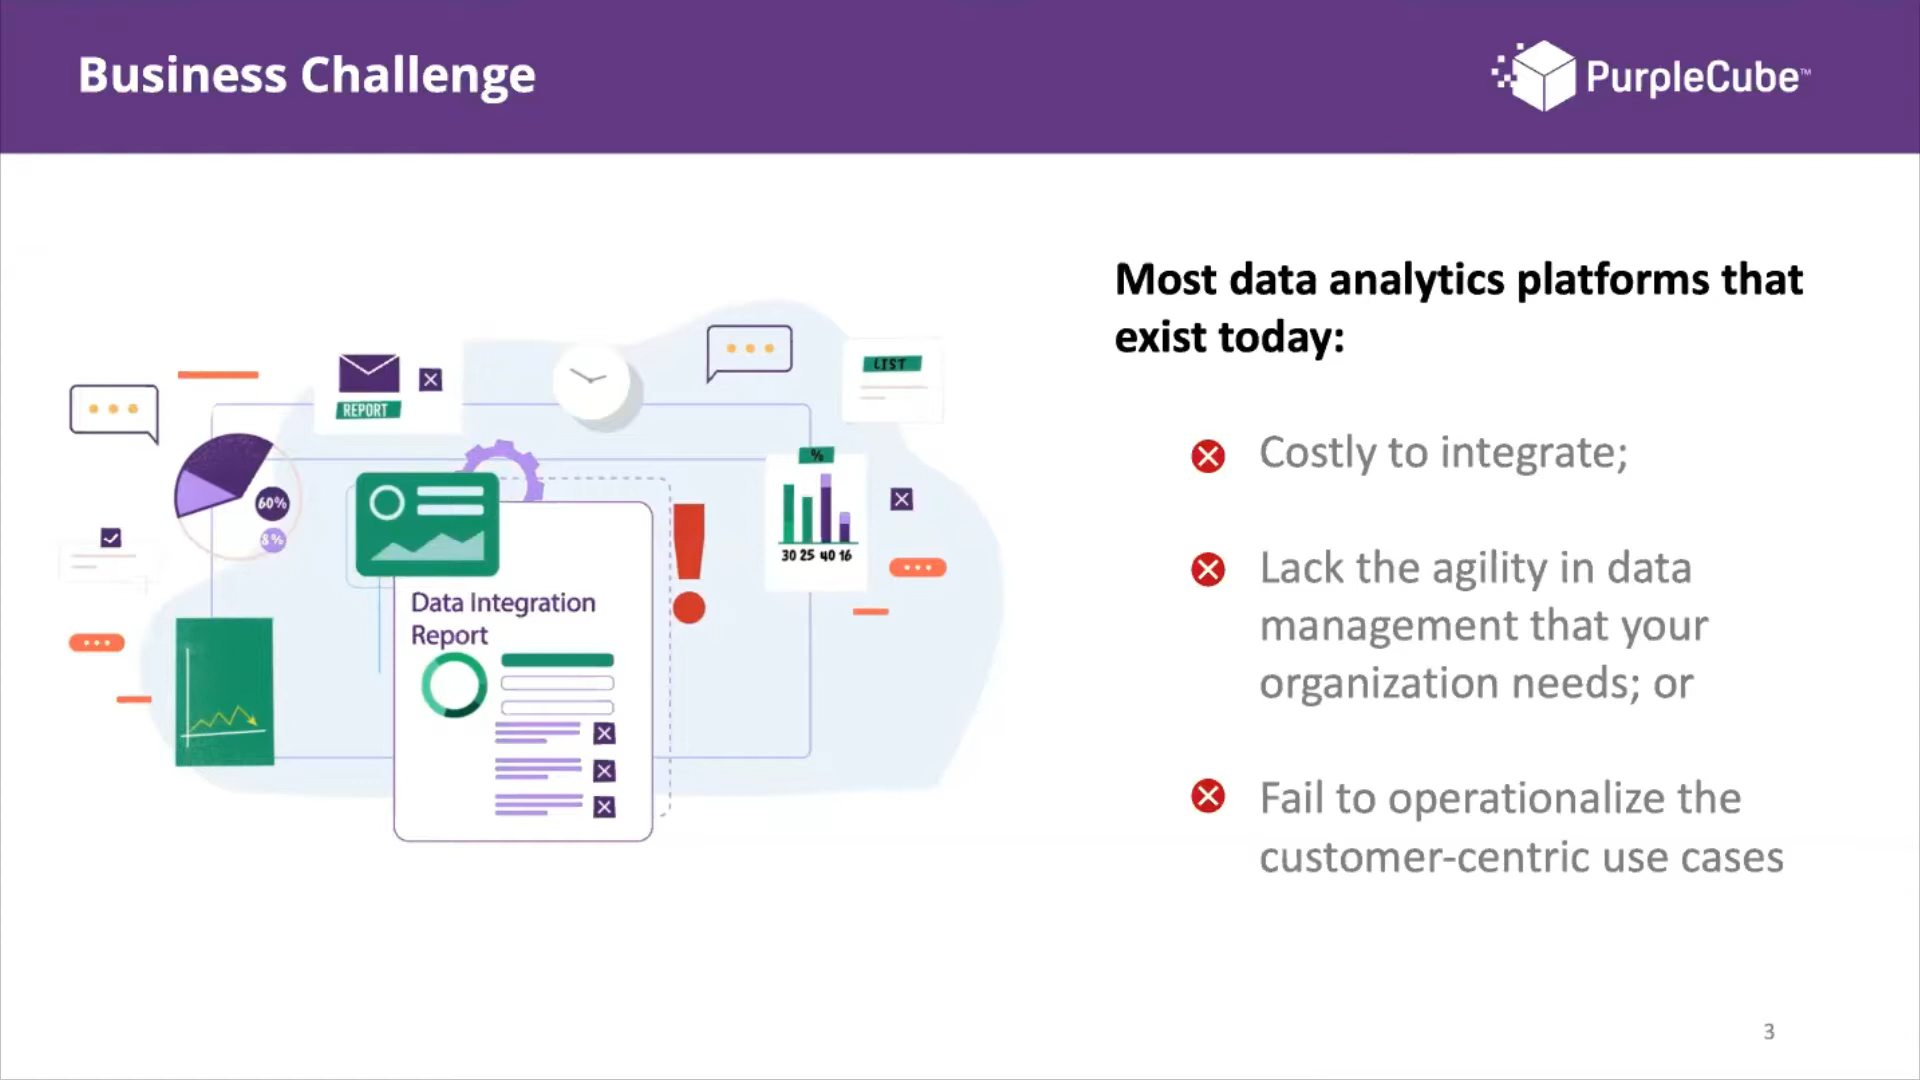 Business Challenge
PurpleCube™
Most data analytics platforms that
exist today:
Costly to integrate;
Lack the agility in data
management that your
organization needs; or
Fail to operationalize the
customer-centric use cases
REPORT
LIST
60%
8%
%
30 25 40 16
Data Integration
Report
3